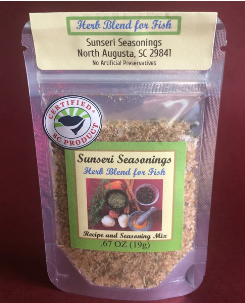 Herb Blend for Fish
Sunseri Seasonings
North Augusta, SC 29841
No Artificial Preservatives
CERTIFIED
SC PRODUCT
Sunseri Seasonings
Herb Blend for Fish
Recipe and Seasoning Mix
.67 OZ (19g)